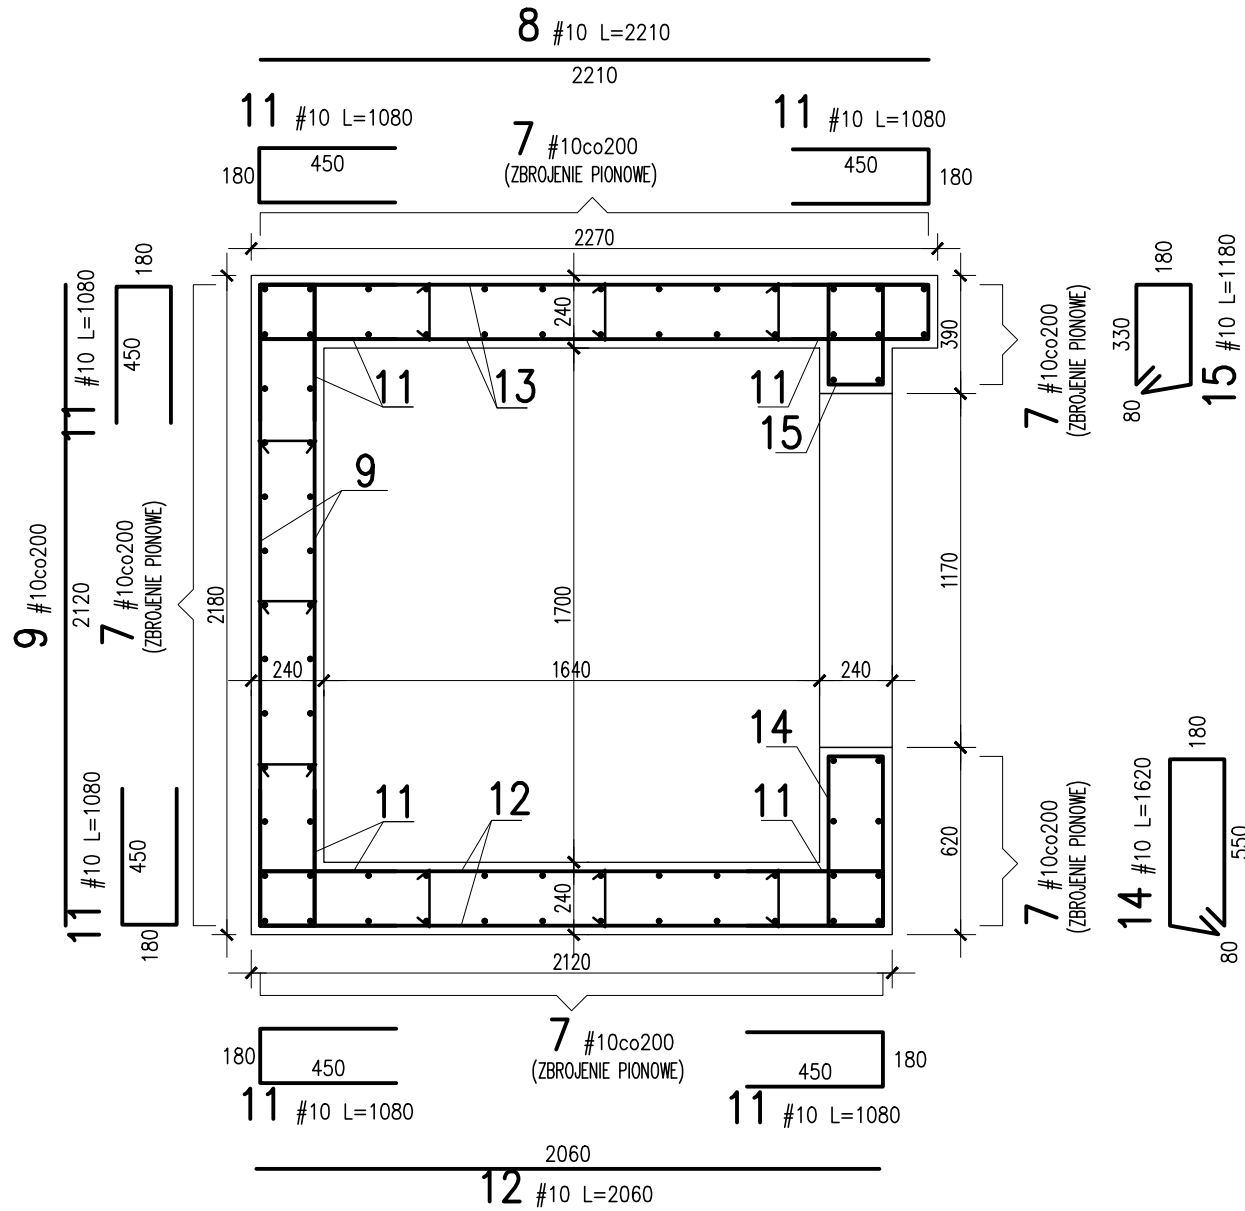 8 #10 L=2210
2210
11 #10 L=1080
11 #10 L=1080
7 #10co200
(ZBROJENIE PIONOWE)
180
450
450
180
2270
180
450
11 #10 L=1080
240
390
7 #10co200
(ZBROJENIE PIONOWE)
180
330
80
15 #10 L=1180
11
13
11
15
9
9 #10co200
2120
7 #10co200
(ZBROJENIE PIONOWE)
2180
1700
1170
240
1640
240
14
11
12
11
11 #10 L=1080
450
180
240
620
7 #10co200
(ZBROJENIE PIONOWE)
14 #10 L=1620
180
550
80
2120
180
450
11 #10 L=1080
7 #10co200
(ZBROJENIE PIONOWE)
450
180
11 #10 L=1080
2060
12 #10 L=2060